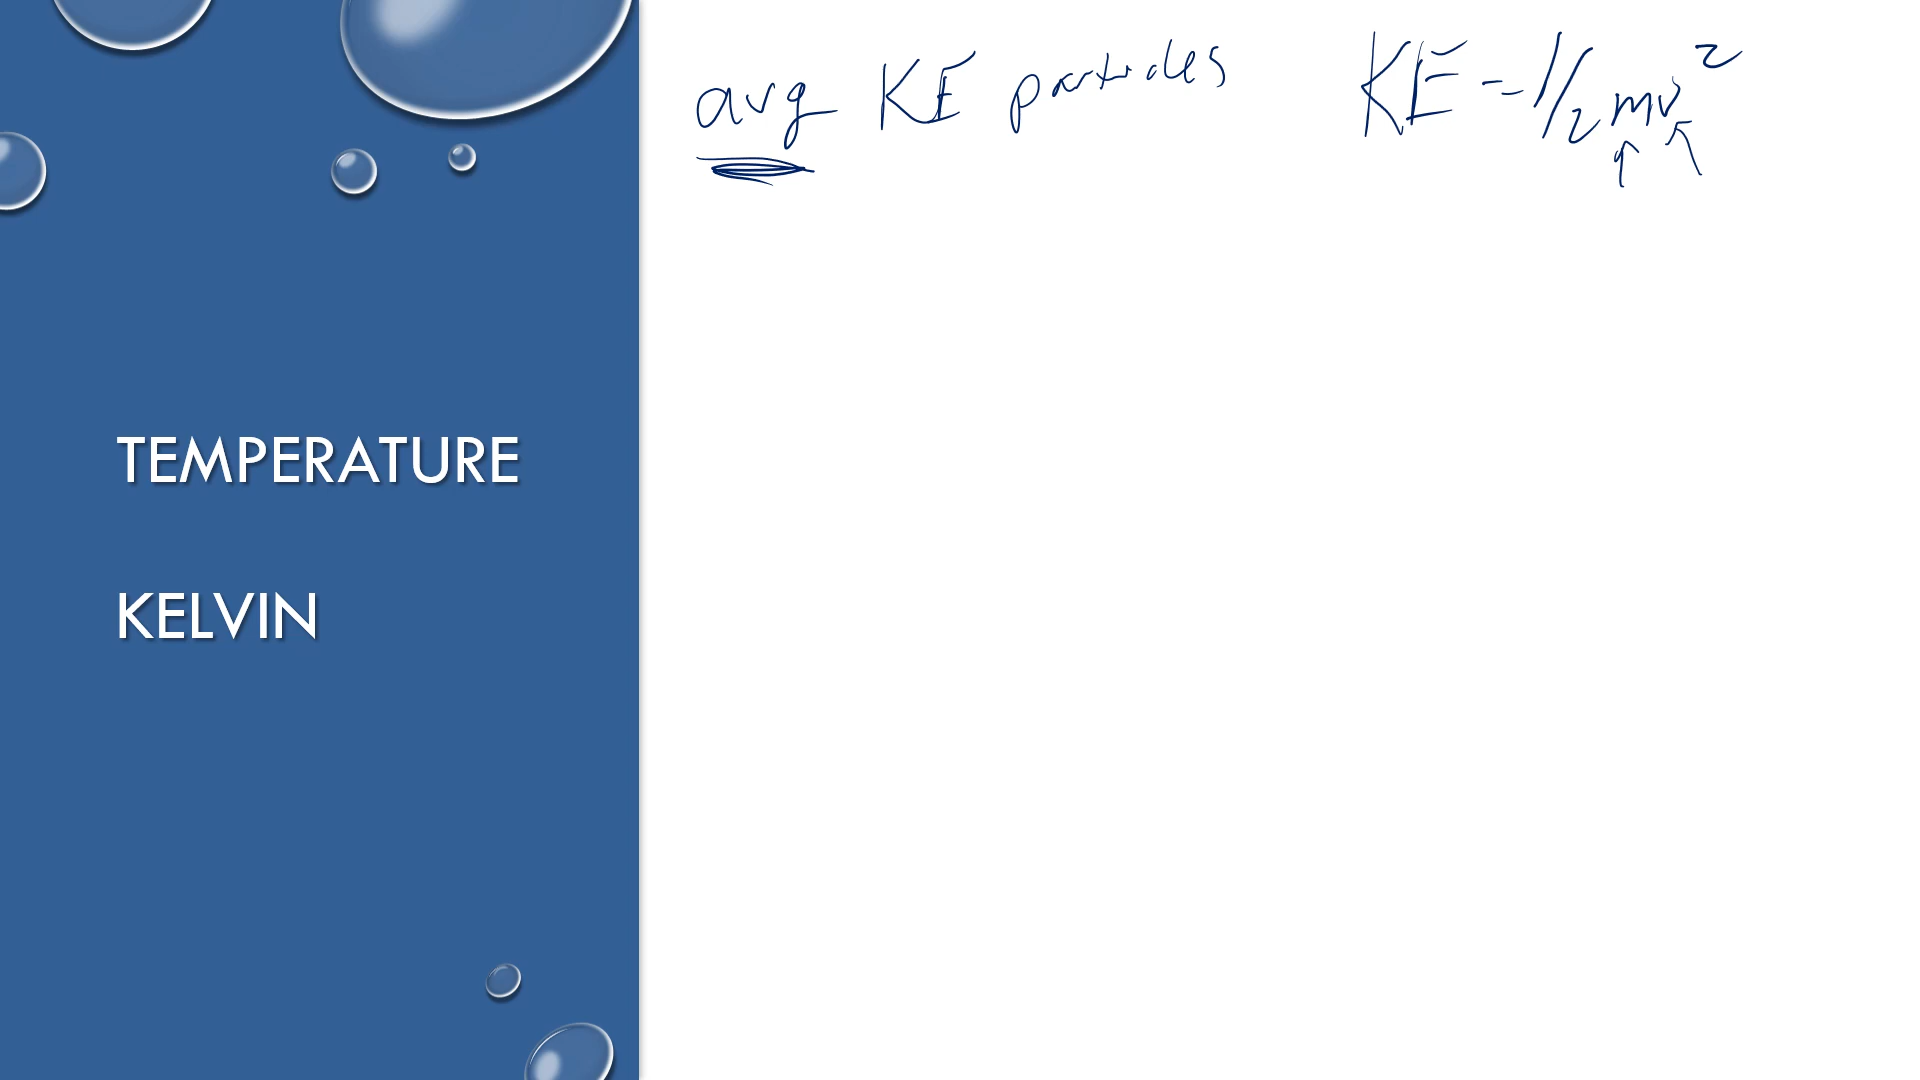 TEMPERATURE
KELVIN
avg KE particles KE = 1/2 mv²